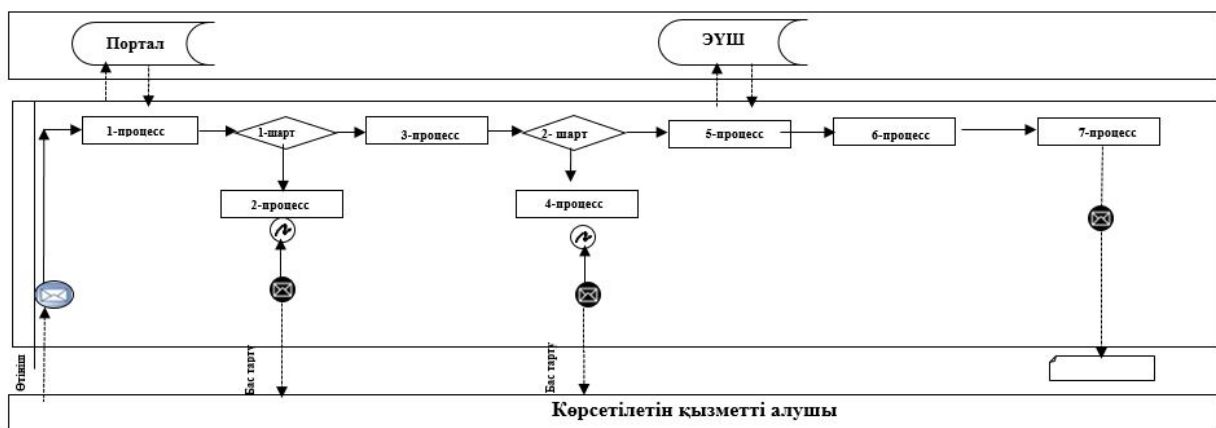 Портал
ЭҮШ
1-процесс
1-шарт
3-процесс
2- шарт
5-процесс
6-процесс
7-процесс
2-процесс
4-процесс
Өтініш
Бас тарту
Бас тарту
Көрсетілетін қызметті алушы